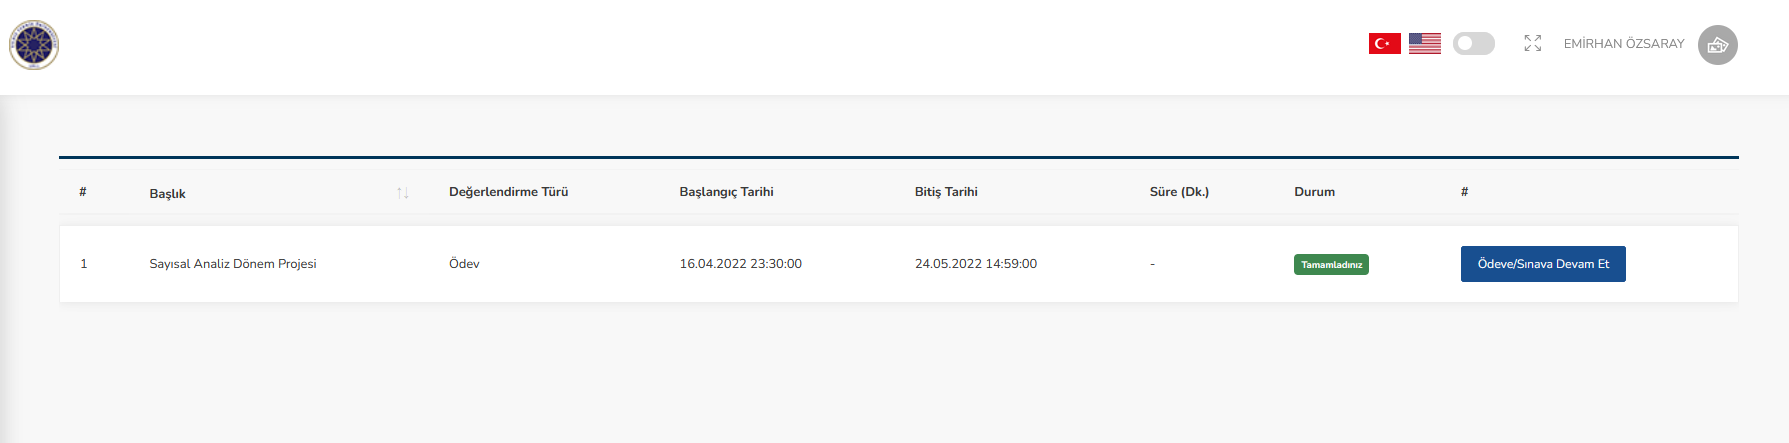 EMİRHAN ÖZSARAY
# Başlık Değerlendirme Türü Başlangıç Tarihi Bitiş Tarihi Süre (Dk.) Durum #
1 Sayısal Analiz Dönem Projesi Ödev 16.04.2022 23:30:00 24.05.2022 14:59:00 - Tamamladınız Ödeve/Sınava Devam Et